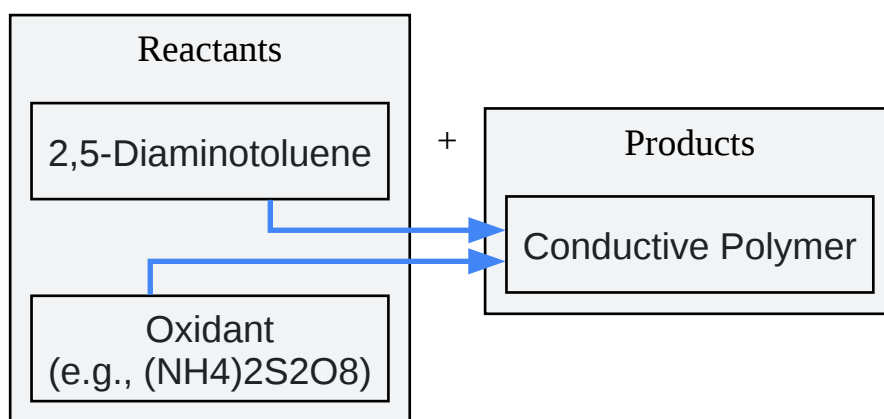 Reactants
2,5-Diaminotoluene
+
Products
Conductive Polymer
Oxidant
(e.g., (NH4)2S2O8)